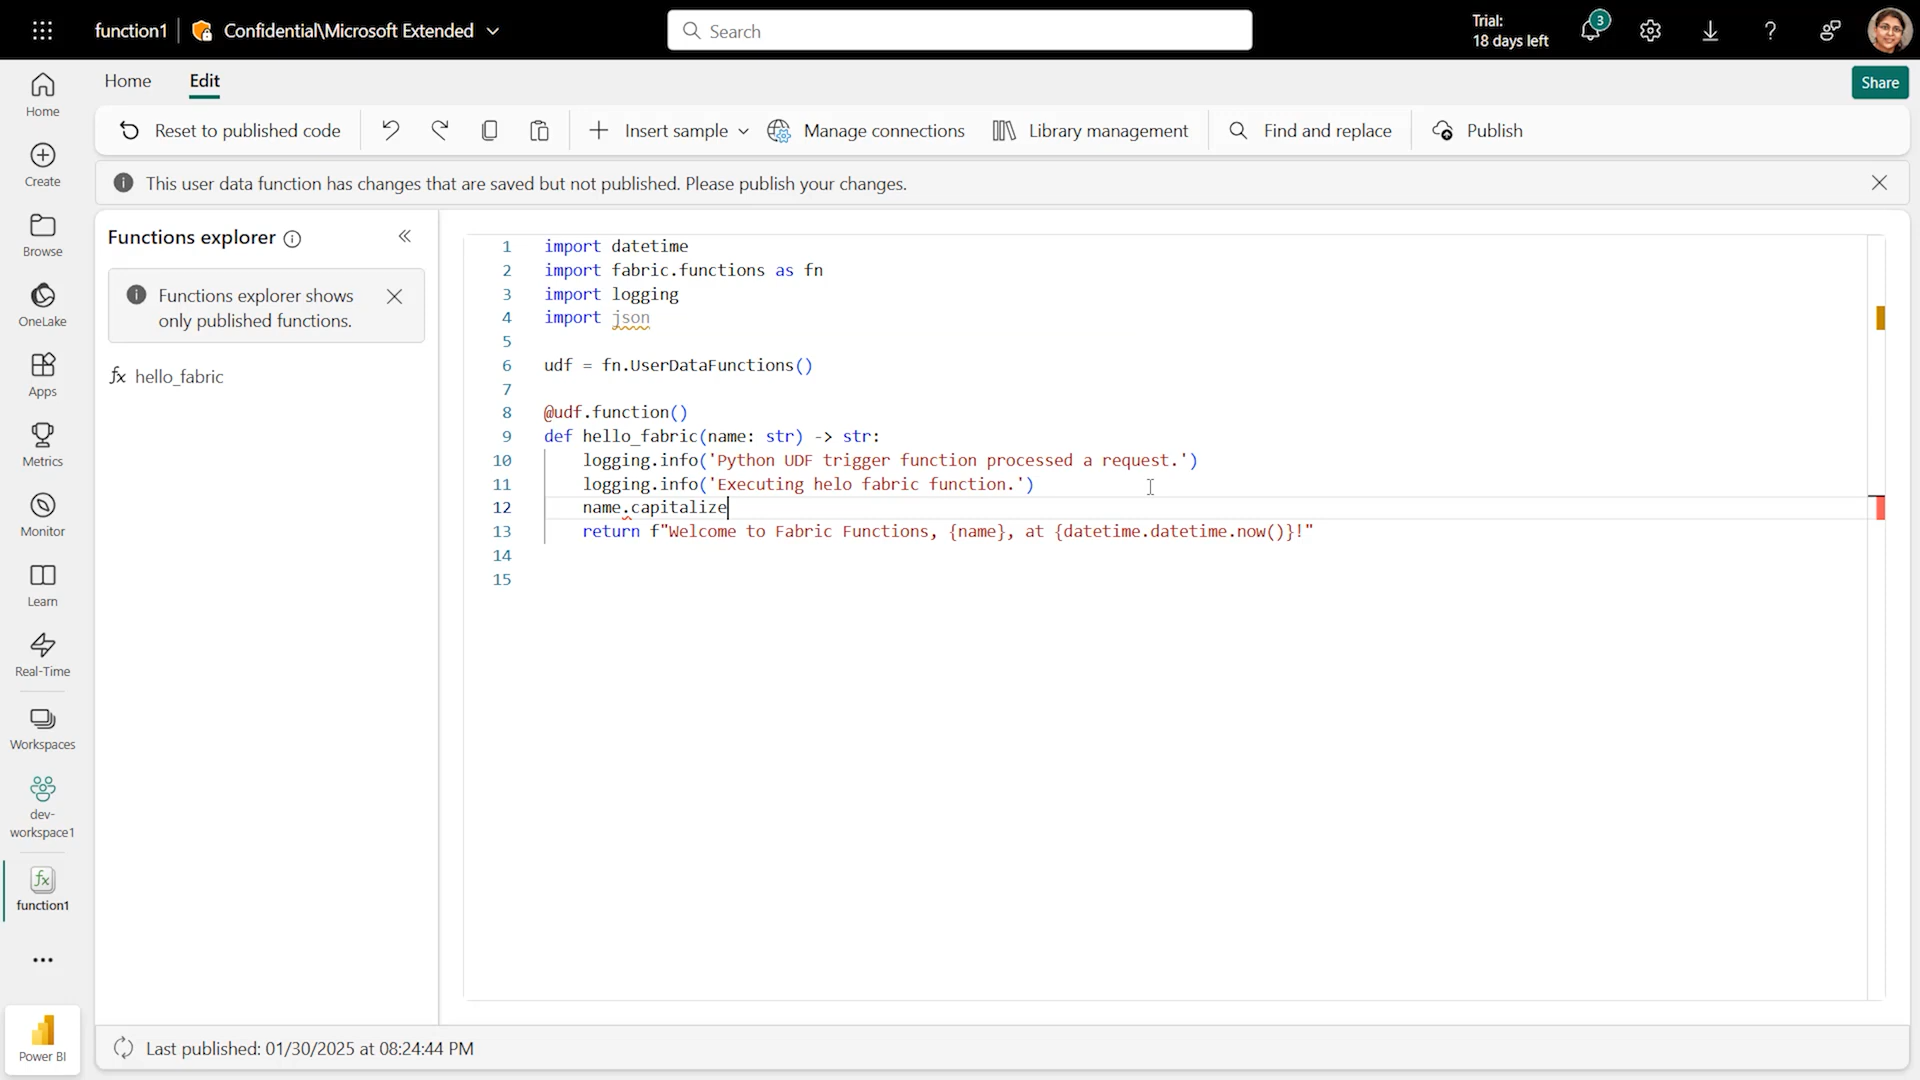 function1
Confidential\Microsoft Extended
Search
Trial:
18 days left
3
Home
Edit
Share
Reset to published code
Insert sample
Manage connections
Library management
Find and replace
Publish
This user data function has changes that are saved but not published. Please publish your changes.
Home
Create
Browse
OneLake
Apps
Metrics
Monitor
Learn
Real-Time
Workspaces
dev-
workspace1
function1
Power BI
Functions explorer
Functions explorer shows
only published functions.
fx hello_fabric
1 import datetime
2 import fabric.functions as fn
3 import logging
4 import json
5
6 udf = fn.UserDataFunctions()
7
8 @udf.function()
9 def hello_fabric(name: str) -> str:
10 logging.info('Python UDF trigger function processed a request.')
11 logging.info('Executing helo fabric function.')
12 name.capitalize
13 return f"Welcome to Fabric Functions, {name}, at {datetime.datetime.now()}!"
14
15
Last published: 01/30/2025 at 08:24:44 PM